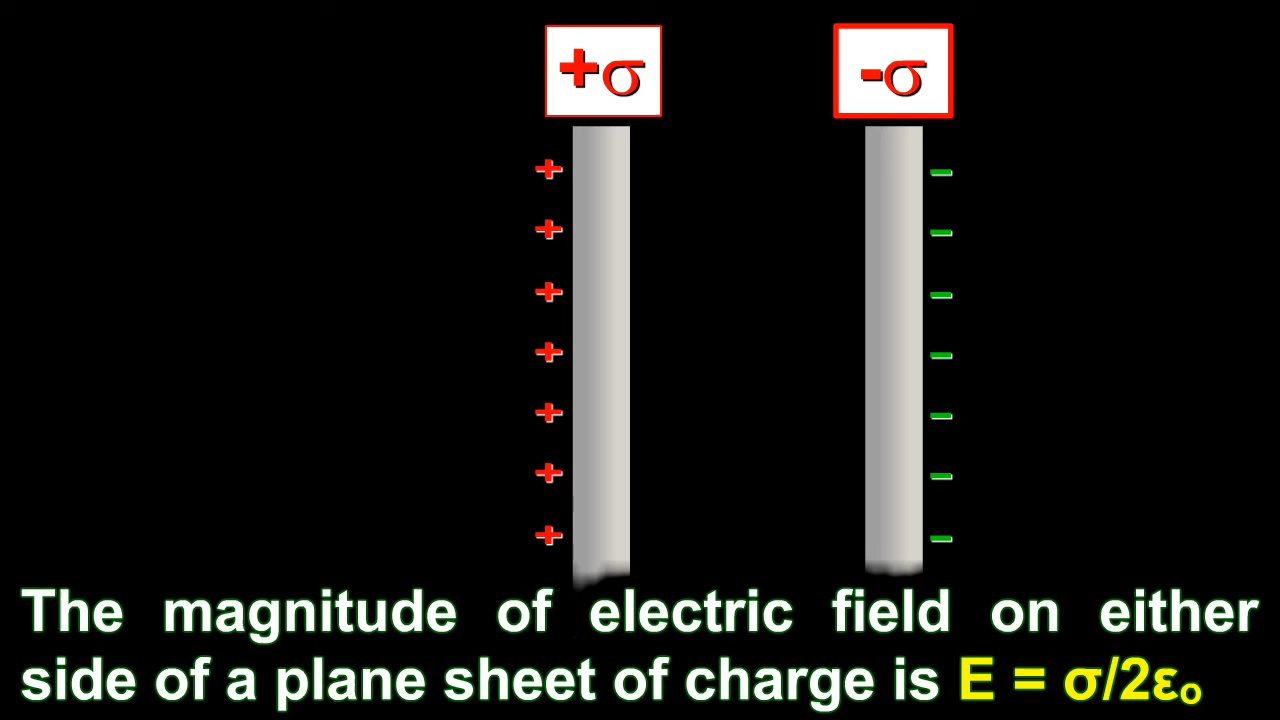 +σ
-σ
+ −
+ −
+ −
+ −
+ −
+ −
+ −
The magnitude of electric field on either
side of a plane sheet of charge is E = σ/2εₒ